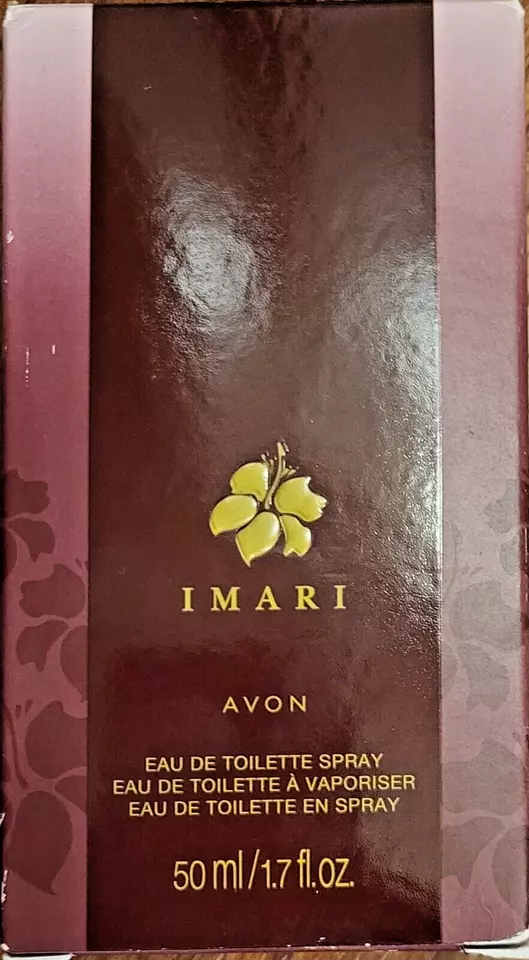 IMARI
AVON
EAU DE TOILETTE SPRAY
EAU DE TOILETTE À VAPORISER
EAU DE TOILETTE EN SPRAY
50 ml/1.7 fl.oz.